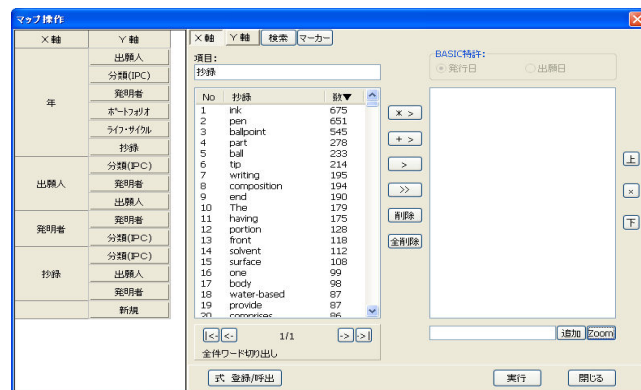 マップ操作
X軸 Y軸
年
出願人
分類(IPC)
発明者
ポートフォリオ
ライフ・サイクル
抄録
出願人
分類(IPC)
発明者
出願人
発明者
発明者
分類(IPC)
抄録
分類(IPC)
出願人
発明者
新規
X軸 Y軸 検索 マーカー
項目:
抄録
No 抄録 数▼
1 ink 675
2 pen 651
3 ballpoint 545
4 part 278
5 ball 233
6 tip 214
7 writing 195
8 composition 194
9 end 190
10 The 179
11 having 175
12 portion 128
13 front 118
14 solvent 112
15 surface 108
16 one 99
17 body 98
18 water-based 87
19 provide 87
20 comprises 86
|<- <- 1/1 -> ->|
全件ワード切り出し
* >
+ >
>
>>
削除
全削除
BASIC特許:
発行日 出願日
上
×
下
追加 Zoom
式 登録/呼出 実行 閉じる